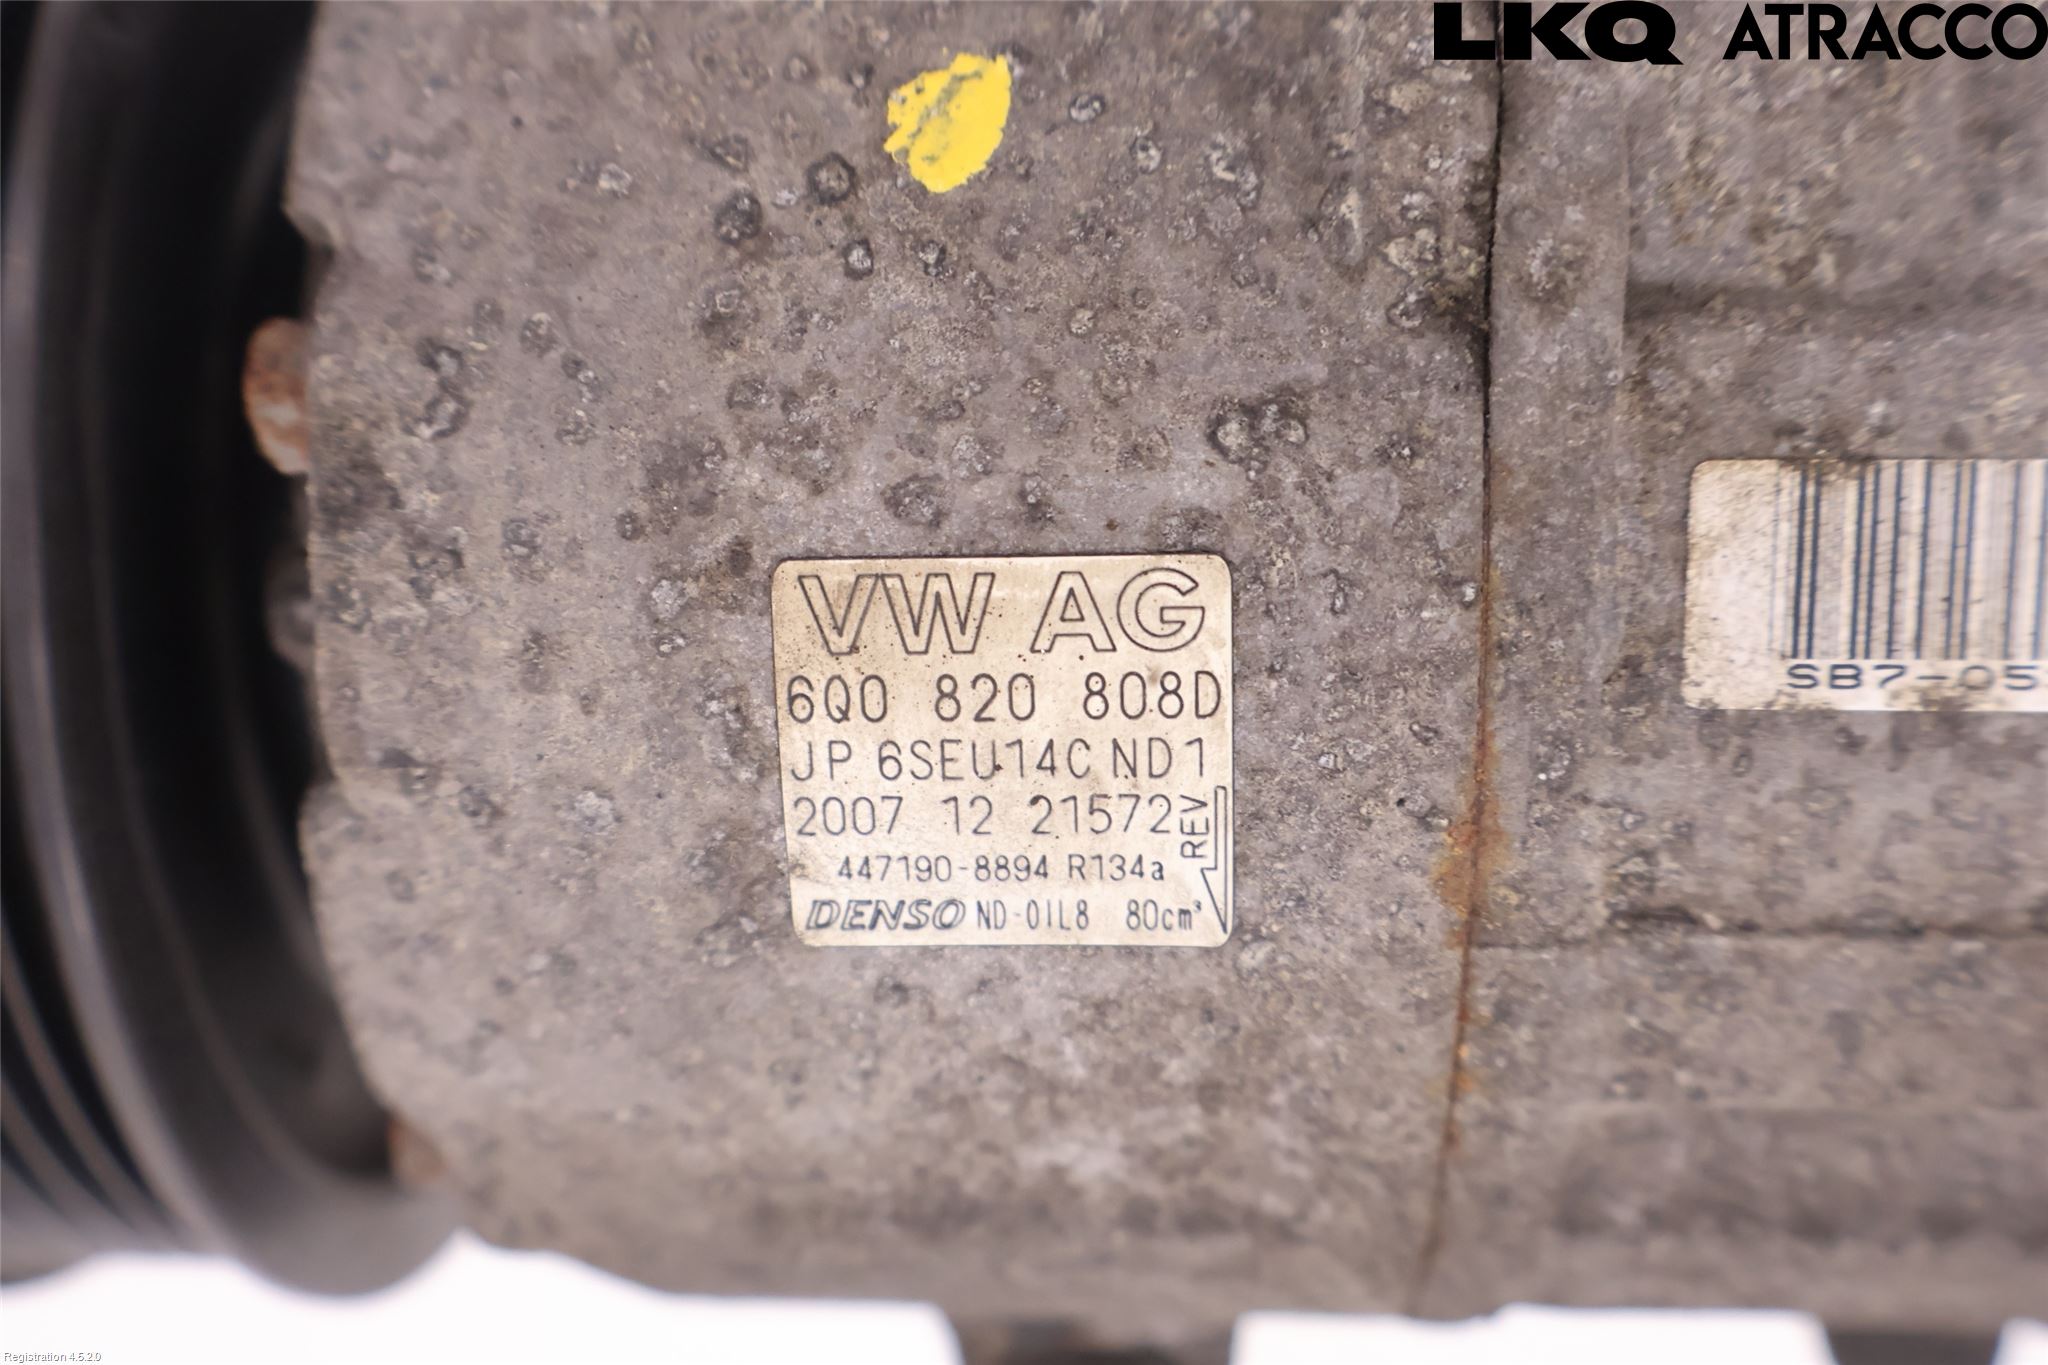 LKQ ATRACCO
VW AG
6Q0 820 808D
JP 6SEU14C ND1
2007 12 21572
REV
447190-8894 R134a
DENSO ND-OIL8 80cm³
SB7-05
Registration 4.5.2.0